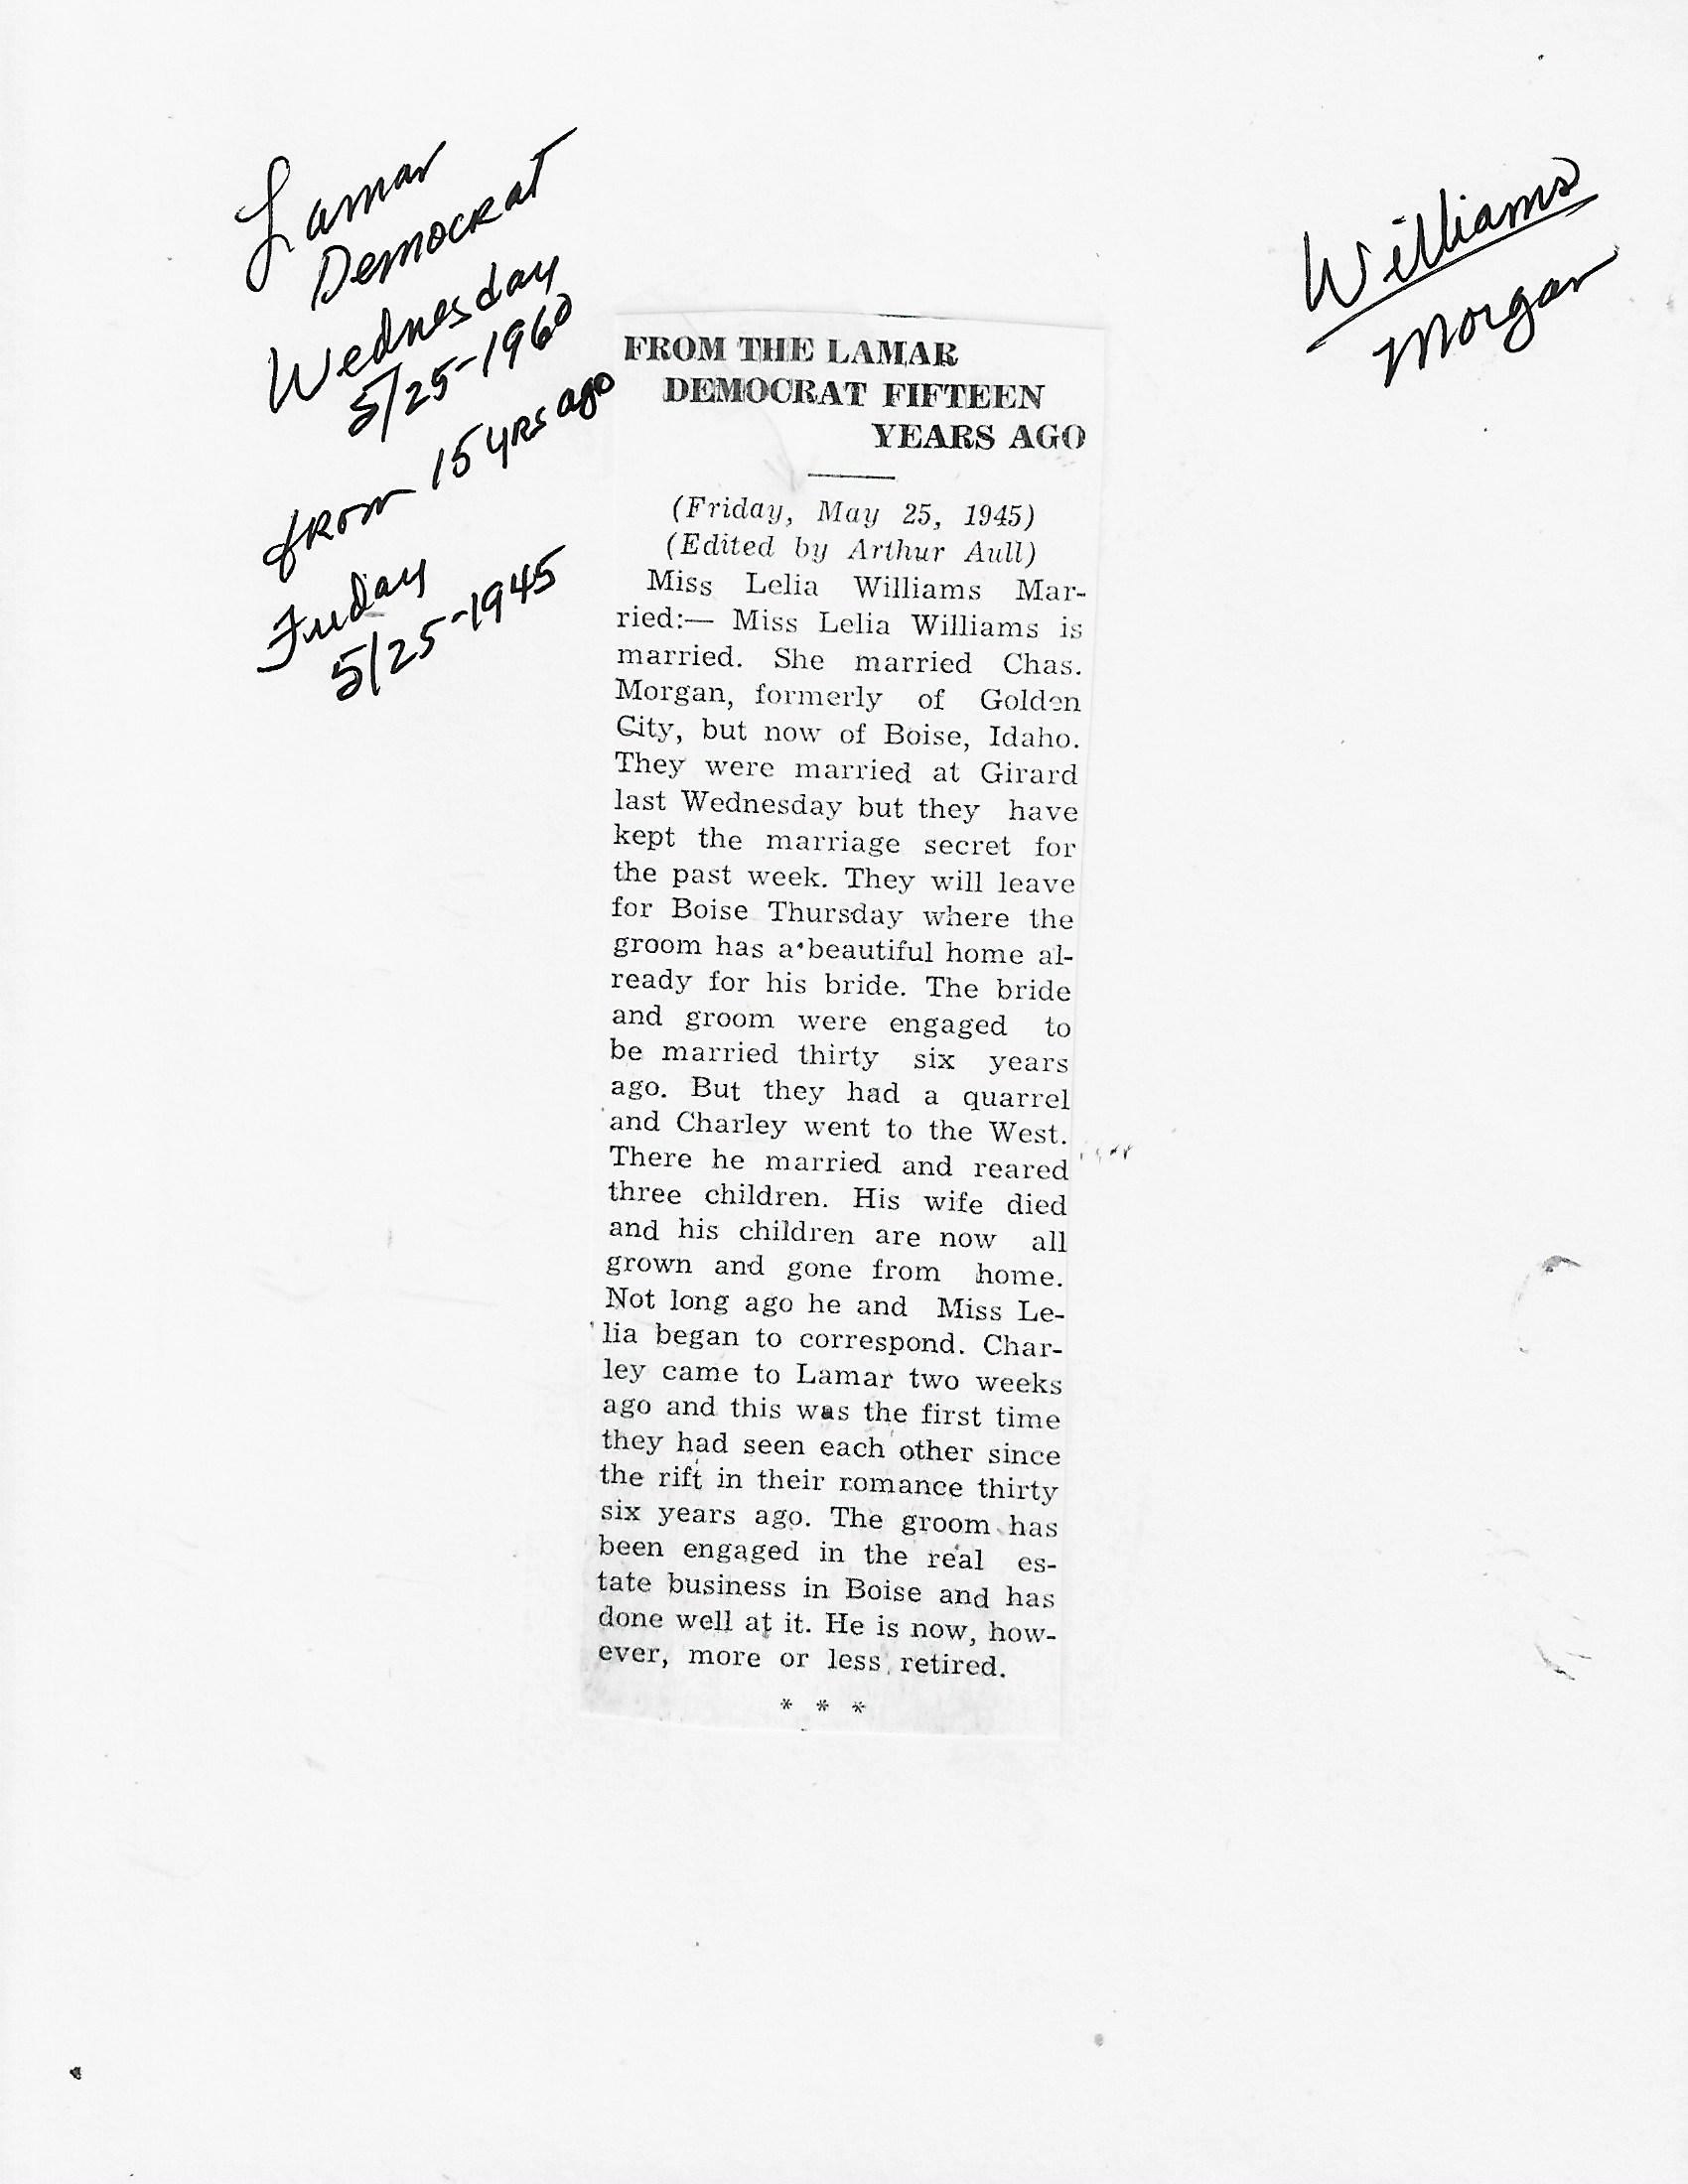 Lamar
Democrat
Wednesday
5/25-1960
from 15 yrs ago
Friday
5/25-1945
Williams
Morgan
FROM THE LAMAR
DEMOCRAT FIFTEEN
YEARS AGO
(Friday, May 25, 1945)
(Edited by Arthur Aull)
Miss Lelia Williams Mar-
ried:— Miss Lelia Williams is
married. She married Chas.
Morgan, formerly of Golden
City, but now of Boise, Idaho.
They were married at Girard
last Wednesday but they have
kept the marriage secret for
the past week. They will leave
for Boise Thursday where the
groom has a beautiful home al-
ready for his bride. The bride
and groom were engaged to
be married thirty six years
ago. But they had a quarrel
and Charley went to the West.
There he married and reared
three children. His wife died
and his children are now all
grown and gone from home.
Not long ago he and Miss Le-
lia began to correspond. Char-
ley came to Lamar two weeks
ago and this was the first time
they had seen each other since
the rift in their romance thirty
six years ago. The groom has
been engaged in the real es-
tate business in Boise and has
done well at it. He is now, how-
ever, more or less retired.
* * *